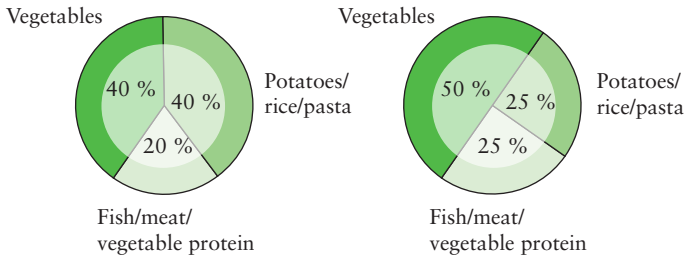 Vegetables
40 %
40 %
20 %
Potatoes/
rice/pasta
Fish/meat/
vegetable protein
Vegetables
50 %
25 %
25 %
Potatoes/
rice/pasta
Fish/meat/
vegetable protein